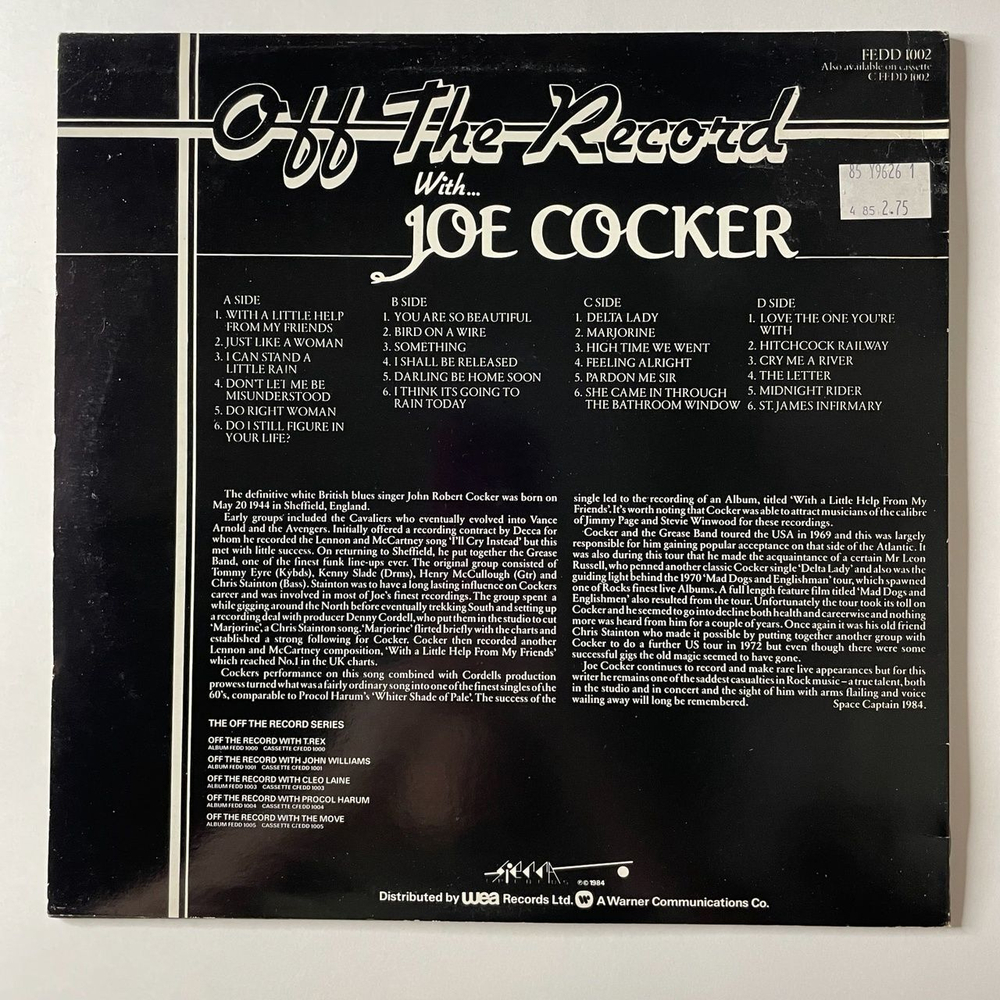 FEDD 1002
Also available on cassette
C FEDD 1002
Off The Record
With...
JOE COCKER
85 Y9626 1
4 85 2.75
A SIDE
1. WITH A LITTLE HELP
FROM MY FRIENDS
2. JUST LIKE A WOMAN
3. I CAN STAND A
LITTLE RAIN
4. DON'T LET ME BE
MISUNDERSTOOD
5. DO RIGHT WOMAN
6. DO I STILL FIGURE IN
YOUR LIFE?
B SIDE
1. YOU ARE SO BEAUTIFUL
2. BIRD ON A WIRE
3. SOMETHING
4. I SHALL BE RELEASED
5. DARLING BE HOME SOON
6. I THINK ITS GOING TO
RAIN TODAY
C SIDE
1. DELTA LADY
2. MARJORINE
3. HIGH TIME WE WENT
4. FEELING ALRIGHT
5. PARDON ME SIR
6. SHE CAME IN THROUGH
THE BATHROOM WINDOW
D SIDE
1. LOVE THE ONE YOU'RE
WITH
2. HITCHCOCK RAILWAY
3. CRY ME A RIVER
4. THE LETTER
5. MIDNIGHT RIDER
6. ST. JAMES INFIRMARY
The definitive white British blues singer John Robert Cocker was born on
May 20 1944 in Sheffield, England.
Early groups included the Cavaliers who eventually evolved into Vance
Arnold and the Avengers. Initially offered a recording contract by Decca for
whom he recorded the Lennon and McCartney song 'I'll Cry Instead' but this
met with little success. On returning to Sheffield, he put together the Grease
Band, one of the finest funk line-ups ever. The original group consisted of
Tommy Eyre (Kybds), Kenny Slade (Drms), Henry McCullough (Gtr) and
Chris Stainton (Bass). Stainton was to have a long lasting influence on Cockers
career and was involved in most of Joe's finest recordings. The group spent a
while gigging around the North before eventually trekking South and setting up
a recording deal with producer Denny Cordell, who put them in the studio to cut
'Marjorine', a Chris Stainton song. 'Marjorine' flirted briefly with the charts and
established a strong following for Cocker. Cocker then recorded another
Lennon and McCartney composition, 'With a Little Help From My Friends'
which reached No.1 in the UK charts.
Cockers performance on this song combined with Cordells production
prowess turned what was a fairly ordinary song into one of the finest singles of the
60's, comparable to Procol Harum's 'Whiter Shade of Pale'. The success of the
single led to the recording of an Album, titled 'With a Little Help From My
Friends'. It's worth noting that Cocker was able to attract musicians of the calibre
of Jimmy Page and Stevie Winwood for these recordings.
Cocker and the Grease Band toured the USA in 1969 and this was largely
responsible for him gaining popular acceptance on that side of the Atlantic. It
was also during this tour that he made the acquaintance of a certain Mr Leon
Russell, who penned another classic Cocker single 'Delta Lady' and also was the
guiding light behind the 1970 'Mad Dogs and Englishman' tour, which spawned
one of Rocks finest live Albums. A full length feature film titled 'Mad Dogs and
Englishmen' also resulted from the tour. Unfortunately the tour took its toll on
Cocker and he seemed to go into decline both health and careerwise and nothing
more was heard from him for a couple of years. Once again it was his old friend
Chris Stainton who made it possible by putting together another group with
Cocker to do a further US tour in 1972 but even though there were some
successful gigs the old magic seemed to have gone.
Joe Cocker continues to record and make rare live appearances but for this
writer he remains one of the saddest casualties in Rock music – a true talent, both
in the studio and in concert and the sight of him with arms flailing and voice
wailing away will long be remembered. Space Captain 1984.
THE OFF THE RECORD SERIES
OFF THE RECORD WITH T.REX
ALBUM FEDD 1000 CASSETTE CFEDD 1000
OFF THE RECORD WITH JOHN WILLIAMS
ALBUM FEDD 1001 CASSETTE CFEDD 1001
OFF THE RECORD WITH CLEO LAINE
ALBUM FEDD 1003 CASSETTE CFEDD 1003
OFF THE RECORD WITH PROCOL HARUM
ALBUM FEDD 1004 CASSETTE CFEDD 1004
OFF THE RECORD WITH THE MOVE
ALBUM FEDD 1005 CASSETTE CFEDD 1005
sierra
℗© 1984
Distributed by wea Records Ltd. A Warner Communications Co.